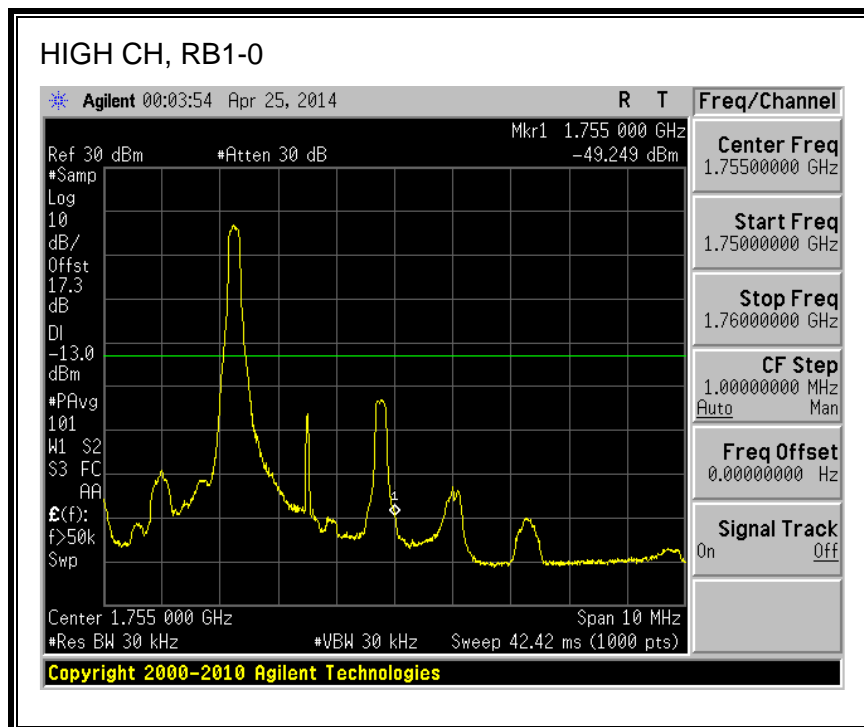 HIGH CH, RB1-0
Agilent 00:03:54 Apr 25, 2014 R T
Mkr1 1.755 000 GHz
Ref 30 dBm #Atten 30 dB -49.249 dBm
#Samp
Log
10
dB/
Offst
17.3
dB
DI
-13.0
dBm
#PAvg
101
W1 S2
S3 FC
AA
£(f):
f>50k
Swp
1
Center 1.755 000 GHz Span 10 MHz
#Res BW 30 kHz #VBW 30 kHz Sweep 42.42 ms (1000 pts)
Copyright 2000-2010 Agilent Technologies
Freq/Channel
Center Freq
1.75500000 GHz
Start Freq
1.75000000 GHz
Stop Freq
1.76000000 GHz
CF Step
1.00000000 MHz
Auto Man
Freq Offset
0.00000000 Hz
Signal Track
On Off